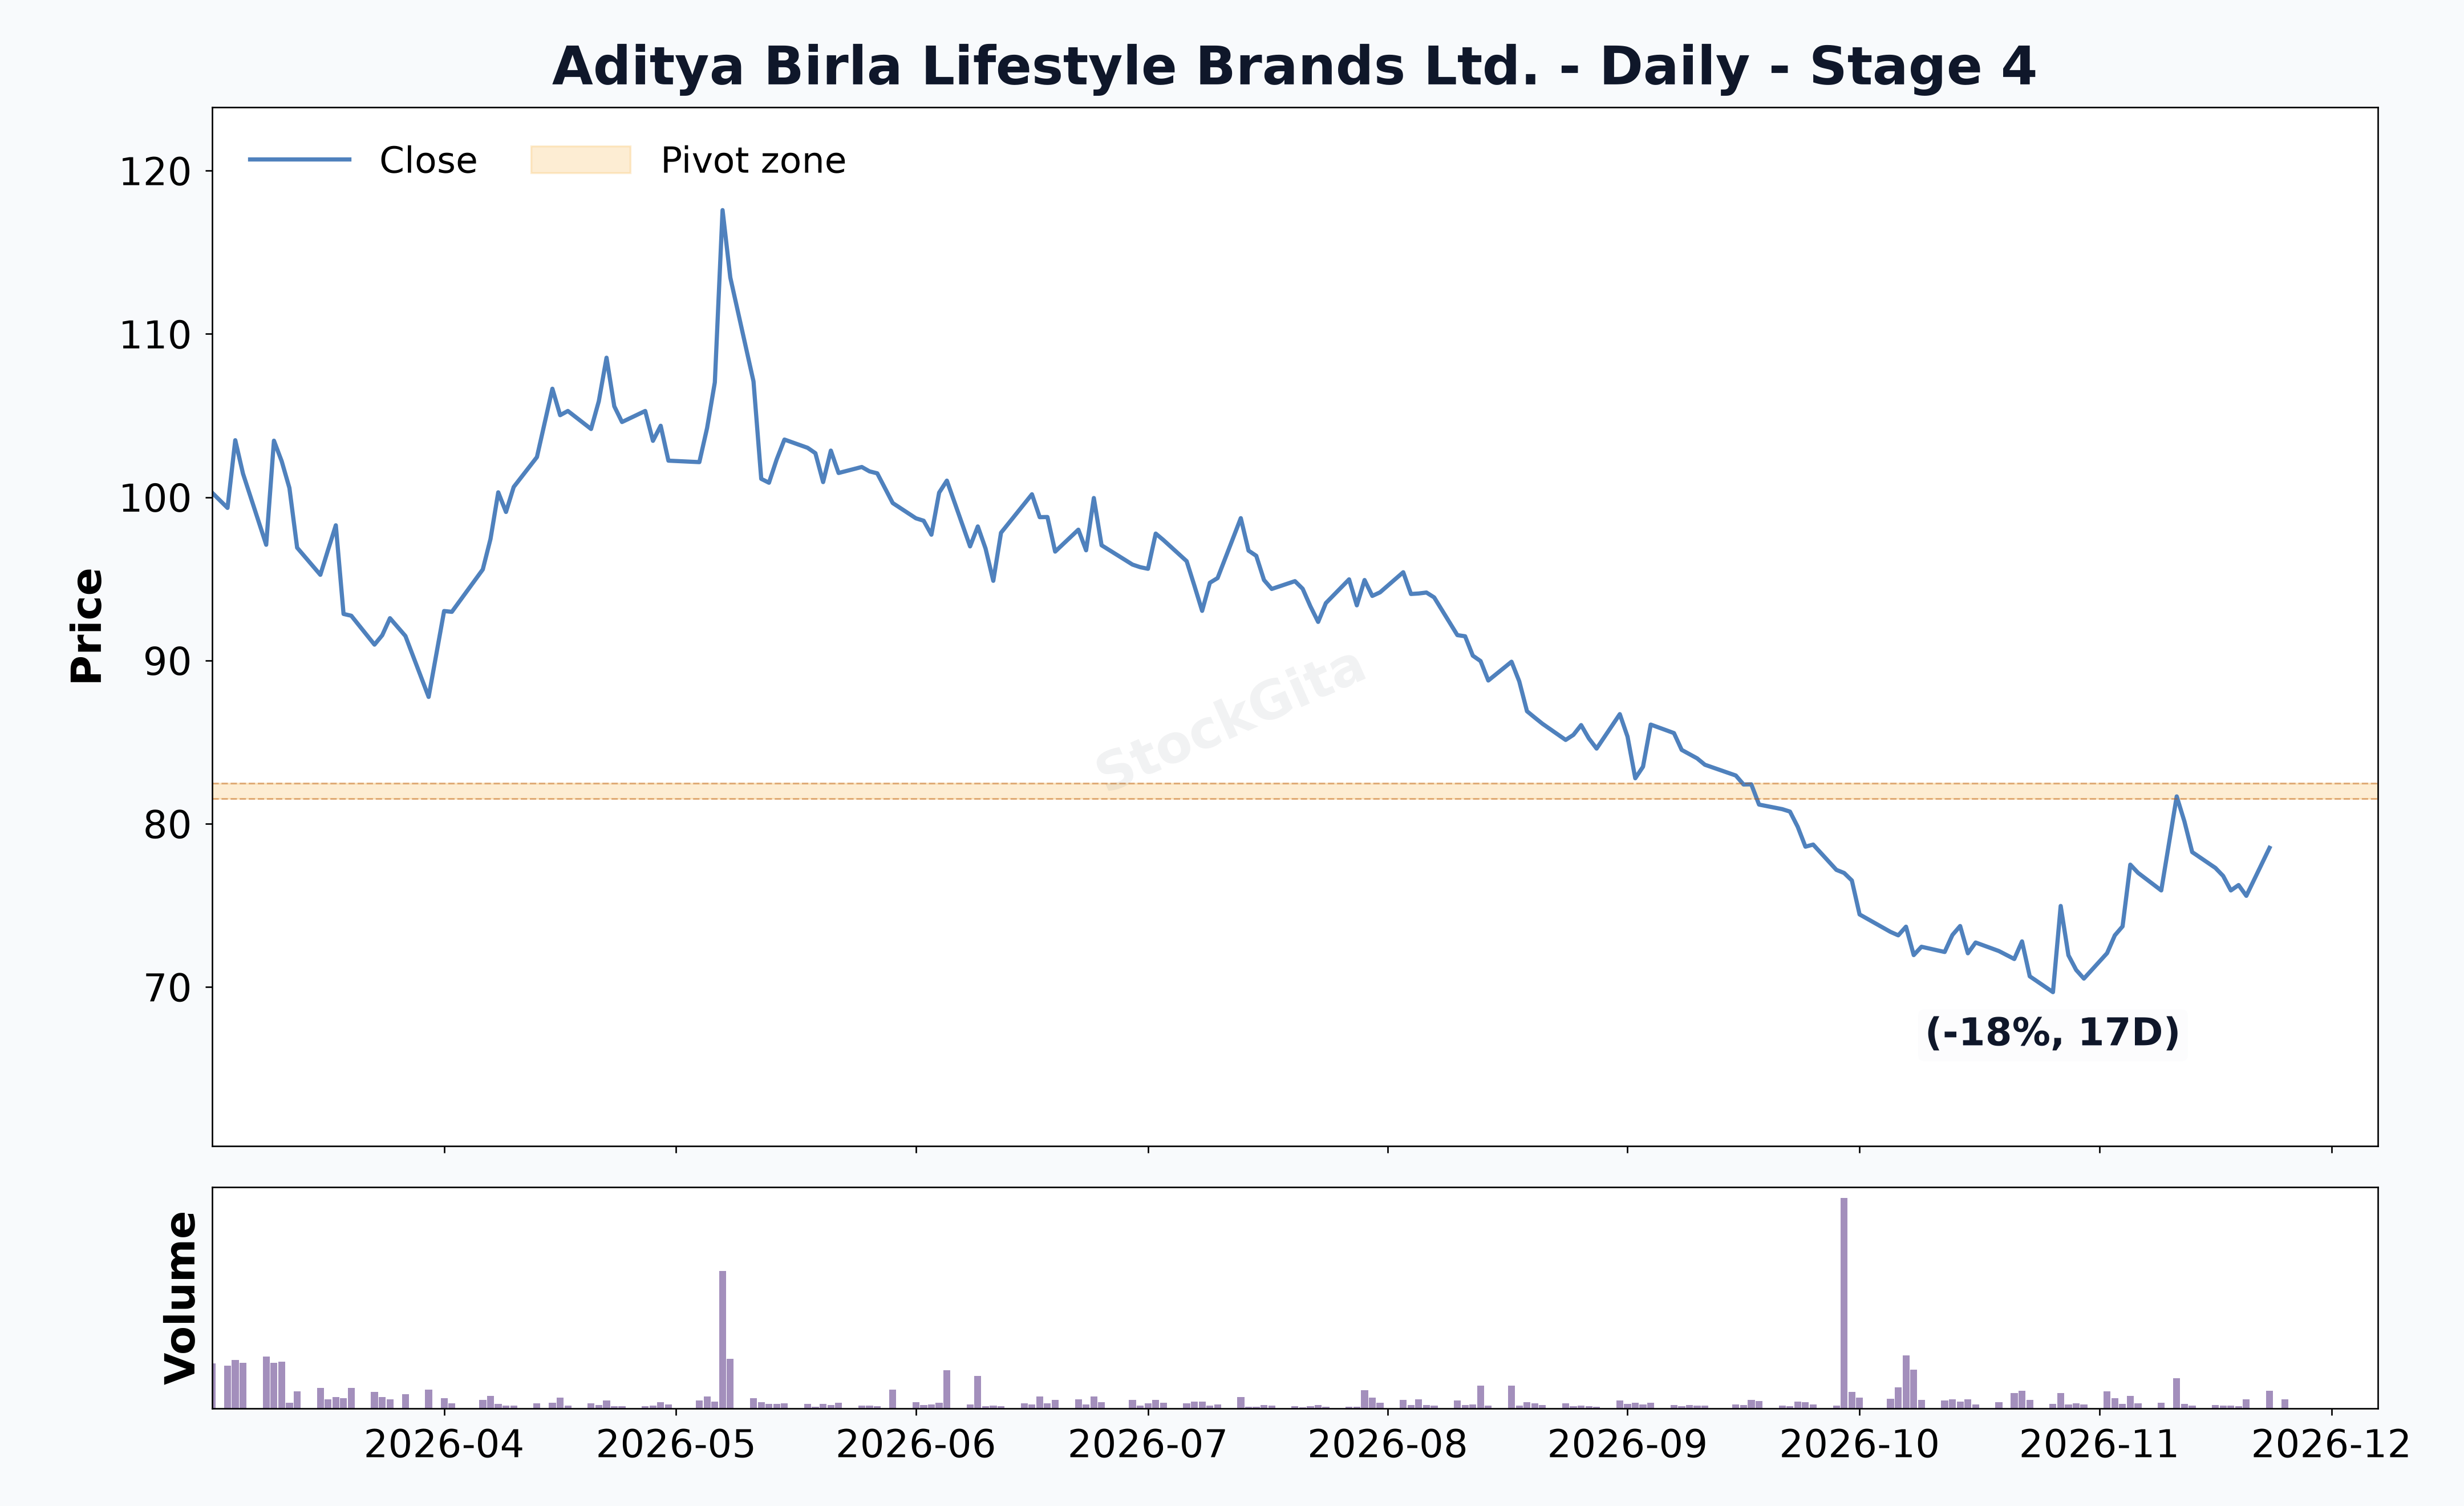 Aditya Birla Lifestyle Brands Ltd. - Daily - Stage 4
Close
Pivot zone
120
110
100
90
80
70
Price
StockGita
(-18%, 17D)
Volume
2026-04
2026-05
2026-06
2026-07
2026-08
2026-09
2026-10
2026-11
2026-12